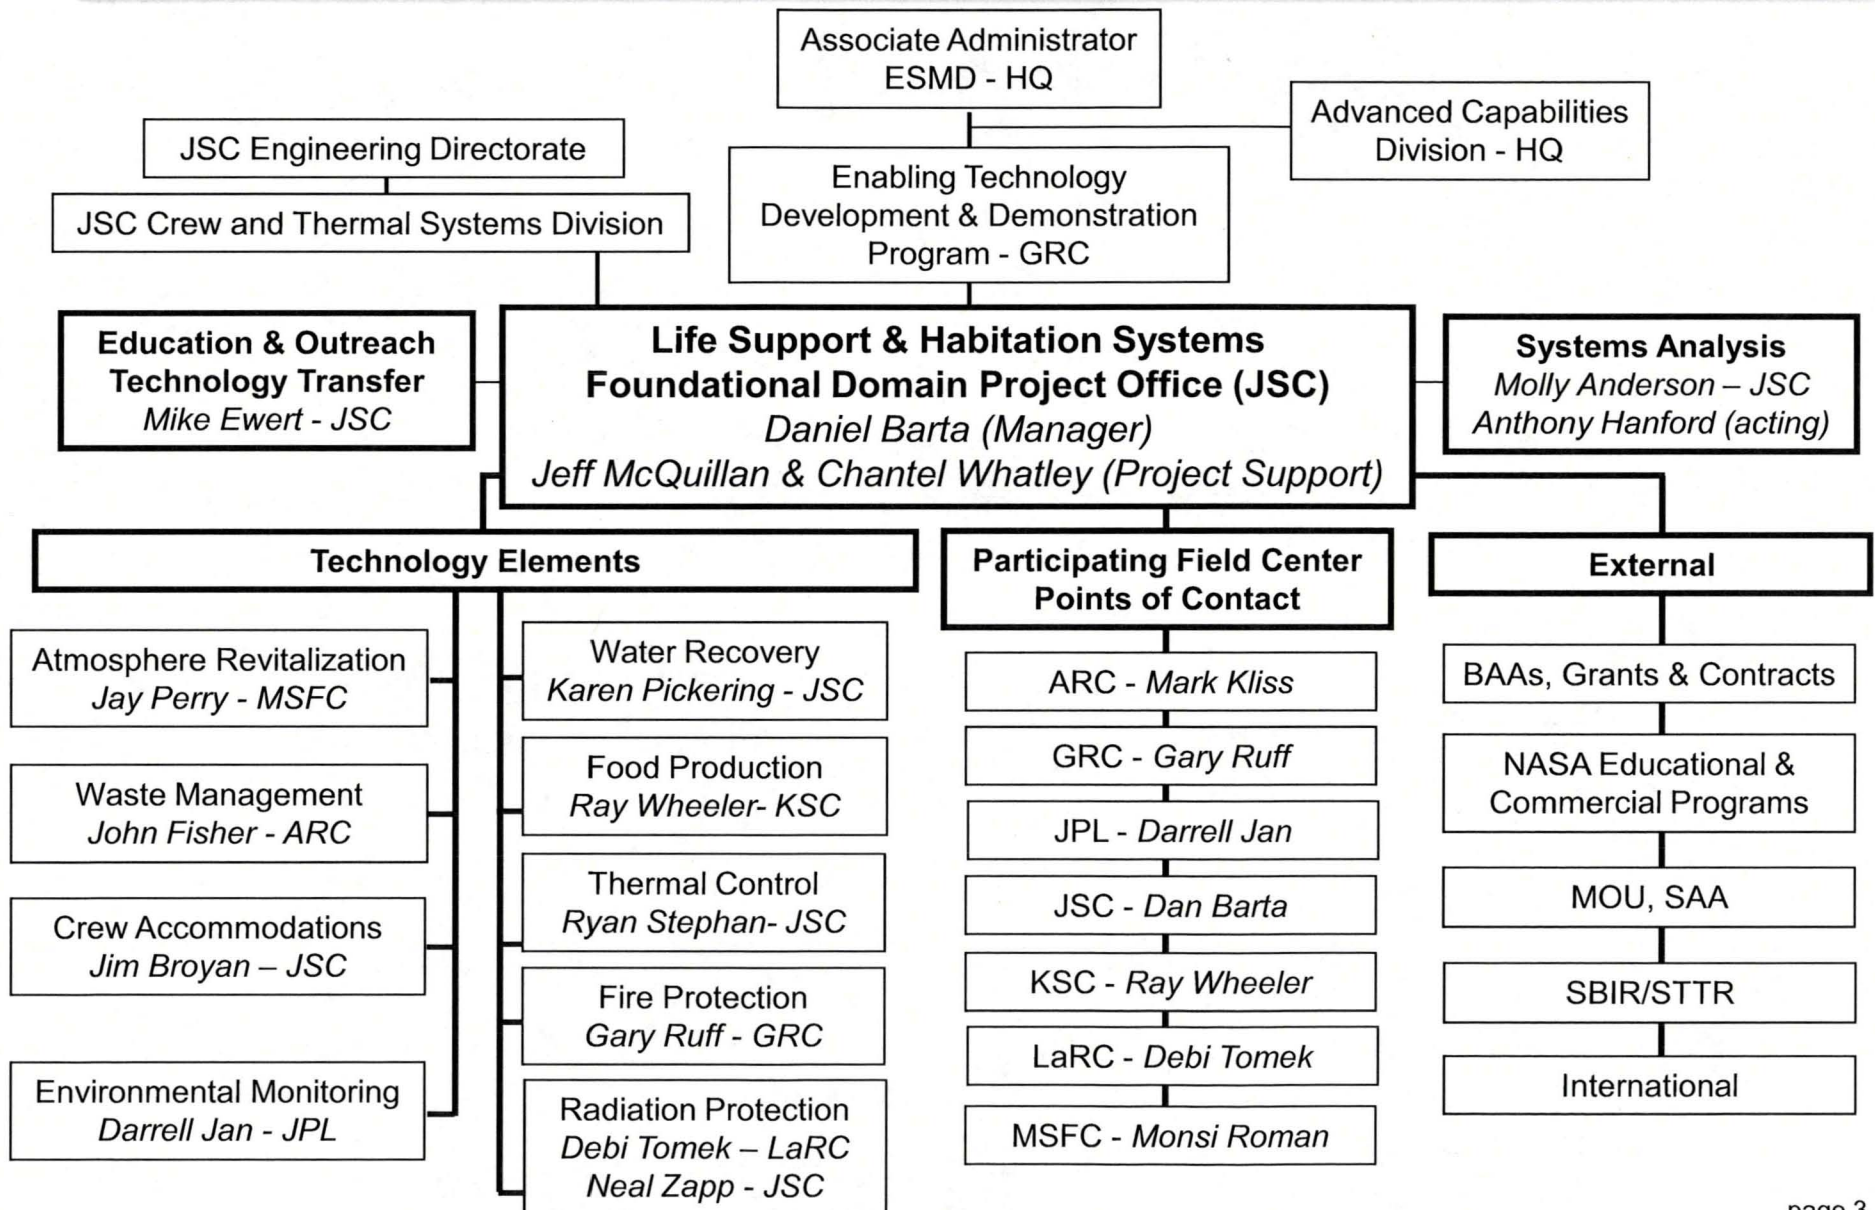 Associate Administrator
ESMD - HQ
Advanced Capabilities
Division - HQ
JSC Engineering Directorate
JSC Crew and Thermal Systems Division
Enabling Technology
Development & Demonstration
Program - GRC
Education & Outreach
Technology Transfer
Mike Ewert - JSC
Life Support & Habitation Systems
Foundational Domain Project Office (JSC)
Daniel Barta (Manager)
Jeff McQuillan & Chantel Whatley (Project Support)
Systems Analysis
Molly Anderson – JSC
Anthony Hanford (acting)
Technology Elements
Atmosphere Revitalization
Jay Perry - MSFC
Waste Management
John Fisher - ARC
Crew Accommodations
Jim Broyan – JSC
Environmental Monitoring
Darrell Jan - JPL
Water Recovery
Karen Pickering - JSC
Food Production
Ray Wheeler- KSC
Thermal Control
Ryan Stephan- JSC
Fire Protection
Gary Ruff - GRC
Radiation Protection
Debi Tomek – LaRC
Neal Zapp - JSC
Participating Field Center
Points of Contact
ARC - Mark Kliss
GRC - Gary Ruff
JPL - Darrell Jan
JSC - Dan Barta
KSC - Ray Wheeler
LaRC - Debi Tomek
MSFC - Monsi Roman
External
BAAs, Grants & Contracts
NASA Educational &
Commercial Programs
MOU, SAA
SBIR/STTR
International
page 3